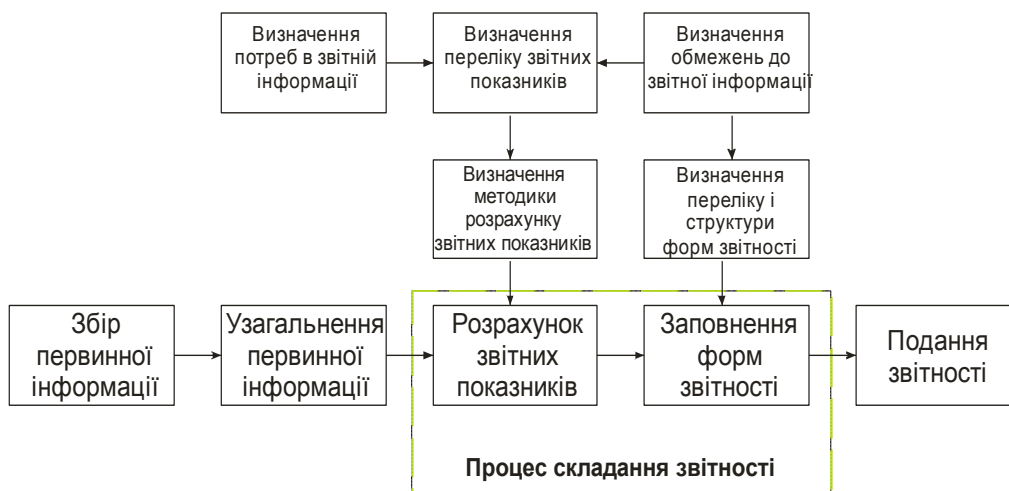 Визначення
потреб в звітній
інформації
Визначення
переліку звітних
показників
Визначення
обмежень до
звітної інформації
Визначення
методики
розрахунку
звітних показників
Визначення
переліку і
структури
форм звітності
Збір
первинної
інформації
Узагальнення
первинної
інформації
Розрахунок
звітних
показників
Заповнення
форм
звітності
Подання
звітності
Процес складання звітності